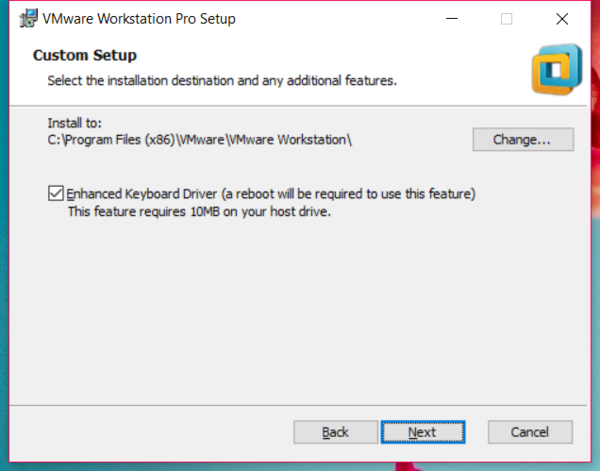 VMware Workstation Pro Setup
Custom Setup
Select the installation destination and any additional features.
Install to:
C:\Program Files (x86)\VMware\VMware Workstation\
Change...
Enhanced Keyboard Driver (a reboot will be required to use this feature)
This feature requires 10MB on your host drive.
Back
Next
Cancel